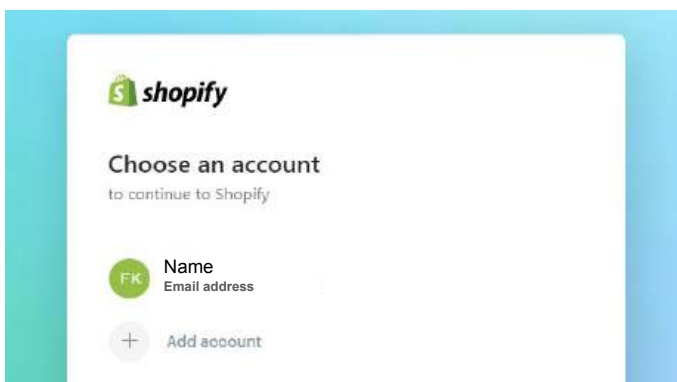 shopify
Choose an account
to continue to Shopify
FK
Name
Email address
+ Add account